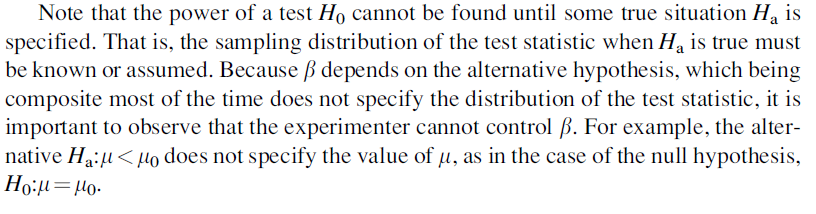 Note that the power of a test H₀ cannot be found until some true situation Hₐ is
specified. That is, the sampling distribution of the test statistic when Hₐ is true must
be known or assumed. Because β depends on the alternative hypothesis, which being
composite most of the time does not specify the distribution of the test statistic, it is
important to observe that the experimenter cannot control β. For example, the alter-
native Hₐ:μ < μ₀ does not specify the value of μ, as in the case of the null hypothesis,
H₀:μ = μ₀.